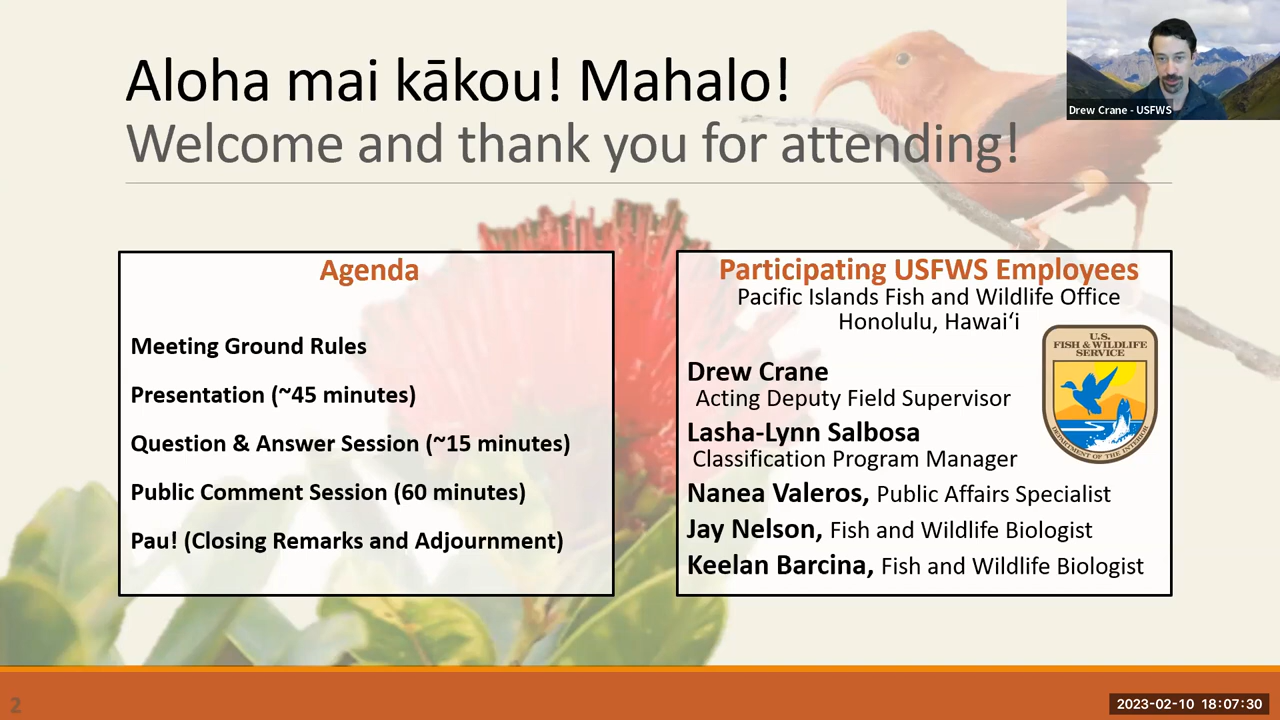 Aloha mai kākou! Mahalo!
Welcome and thank you for attending!
Drew Crane - USFWS
Agenda
Meeting Ground Rules
Presentation (~45 minutes)
Question & Answer Session (~15 minutes)
Public Comment Session (60 minutes)
Pau! (Closing Remarks and Adjournment)
Participating USFWS Employees
Pacific Islands Fish and Wildlife Office
Honolulu, Hawaiʻi
U.S.
FISH & WILDLIFE
SERVICE
DEPARTMENT OF THE INTERIOR
Drew Crane
Acting Deputy Field Supervisor
Lasha-Lynn Salbosa
Classification Program Manager
Nanea Valeros, Public Affairs Specialist
Jay Nelson, Fish and Wildlife Biologist
Keelan Barcina, Fish and Wildlife Biologist
2
2023-02-10 18:07:30